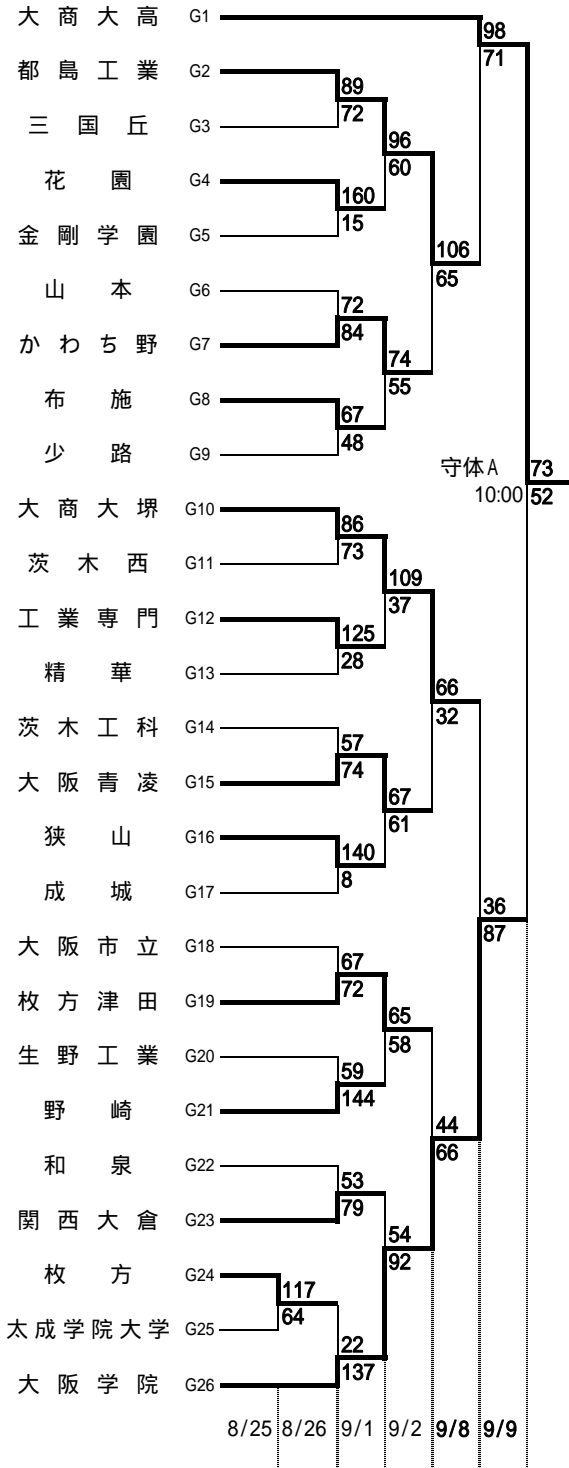 大商大高 G1
98
71
都島工業 G2
89
72
三国丘 G3
96
60
花園 G4
160
15
金剛学園 G5
106
65
山本 G6
72
84
かわち野 G7
74
55
布施 G8
67
48
少路 G9
守体A 73
10:00 52
大商大堺 G10
86
73
茨木西 G11
109
37
工業専門 G12
125
28
精華 G13
66
32
茨木工科 G14
57
74
大阪青凌 G15
67
61
狭山 G16
140
8
成城 G17
36
87
大阪市立 G18
67
72
枚方津田 G19
65
58
生野工業 G20
59
144
野崎 G21
44
66
和泉 G22
53
79
関西大倉 G23
54
92
枚方 G24
117
64
太成学院大学 G25
22
137
大阪学院 G26
8/25 8/26 9/1 9/2 9/8 9/9